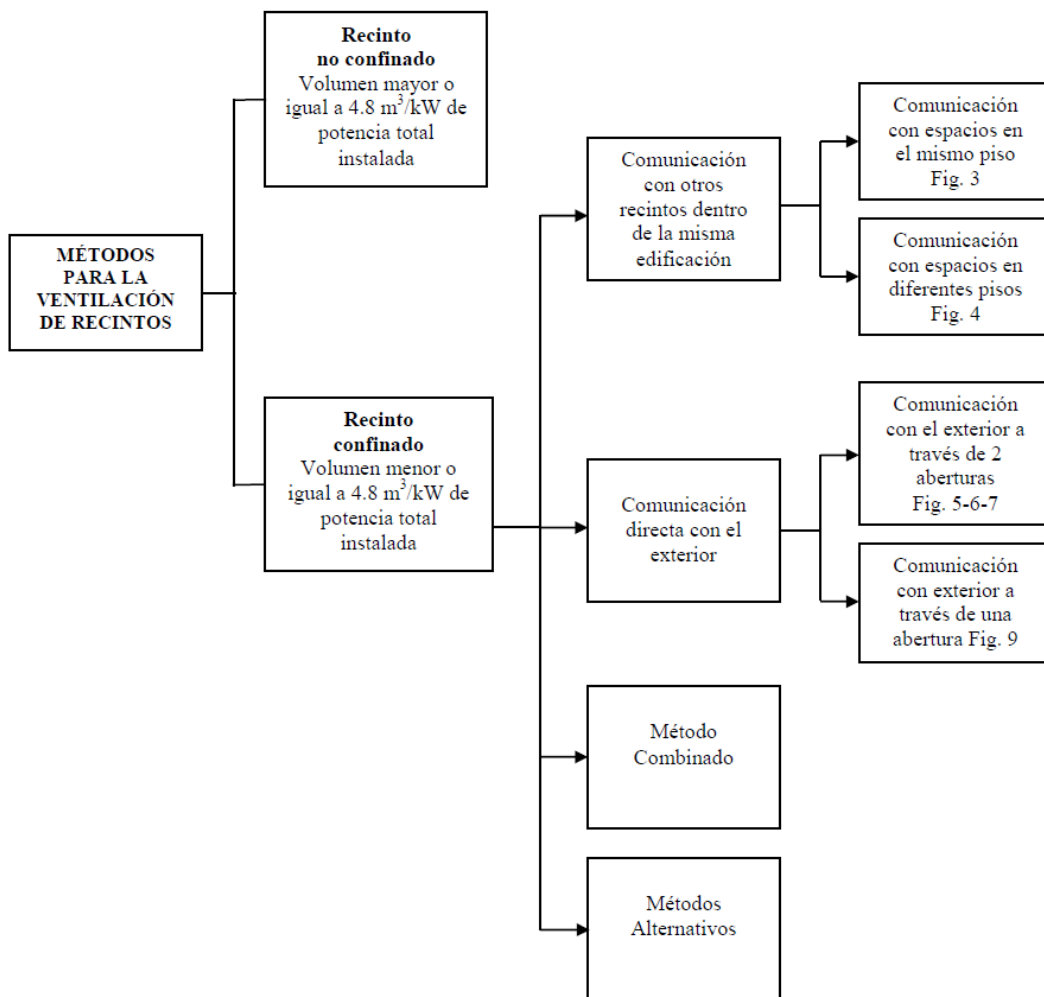 MÉTODOS
PARA LA
VENTILACIÓN
DE RECINTOS
Recinto
no confinado
Volumen mayor o
igual a 4.8 m³/kW de
potencia total
instalada
Recinto
confinado
Volumen menor o
igual a 4.8 m³/kW de
potencia total
instalada
Comunicación
con otros
recintos dentro
de la misma
edificación
Comunicación
con espacios en
el mismo piso
Fig. 3
Comunicación
con espacios en
diferentes pisos
Fig. 4
Comunicación
directa con el
exterior
Comunicación
con el exterior a
través de 2
aberturas
Fig. 5-6-7
Comunicación
con exterior a
través de una
abertura Fig. 9
Método
Combinado
Métodos
Alternativos